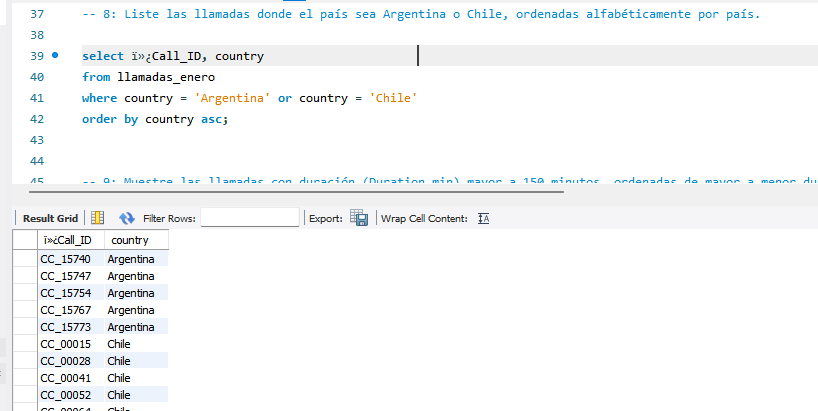 37 -- 8: Liste las llamadas donde el país sea Argentina o Chile, ordenadas alfabéticamente por país.
38
39 select ï»¿Call_ID, country
40 from llamadas_enero
41 where country = 'Argentina' or country = 'Chile'
42 order by country asc;
43
44
45 -- 9: Muestre las llamadas con duración (Duration_min) mayor a 150 minutos, ordenadas de mayor a menor du
Result Grid Filter Rows: Export: Wrap Cell Content:
ï»¿Call_ID country
CC_15740 Argentina
CC_15747 Argentina
CC_15754 Argentina
CC_15767 Argentina
CC_15773 Argentina
CC_00015 Chile
CC_00028 Chile
CC_00041 Chile
CC_00052 Chile
CC_00064 Chile